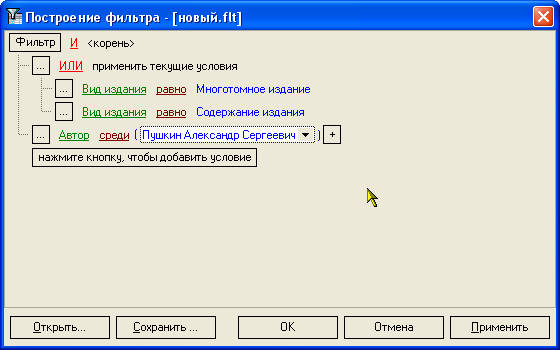 Построение фильтра - [новый.flt]
Фильтр И <корень>
... ИЛИ применить текущие условия
... Вид издания равно Многотомное издание
... Вид издания равно Содержание издания
... Автор среди ( Пушкин Александр Сергеевич ) +
нажмите кнопку, чтобы добавить условие
Открыть... Сохранить ... OK Отмена Применить